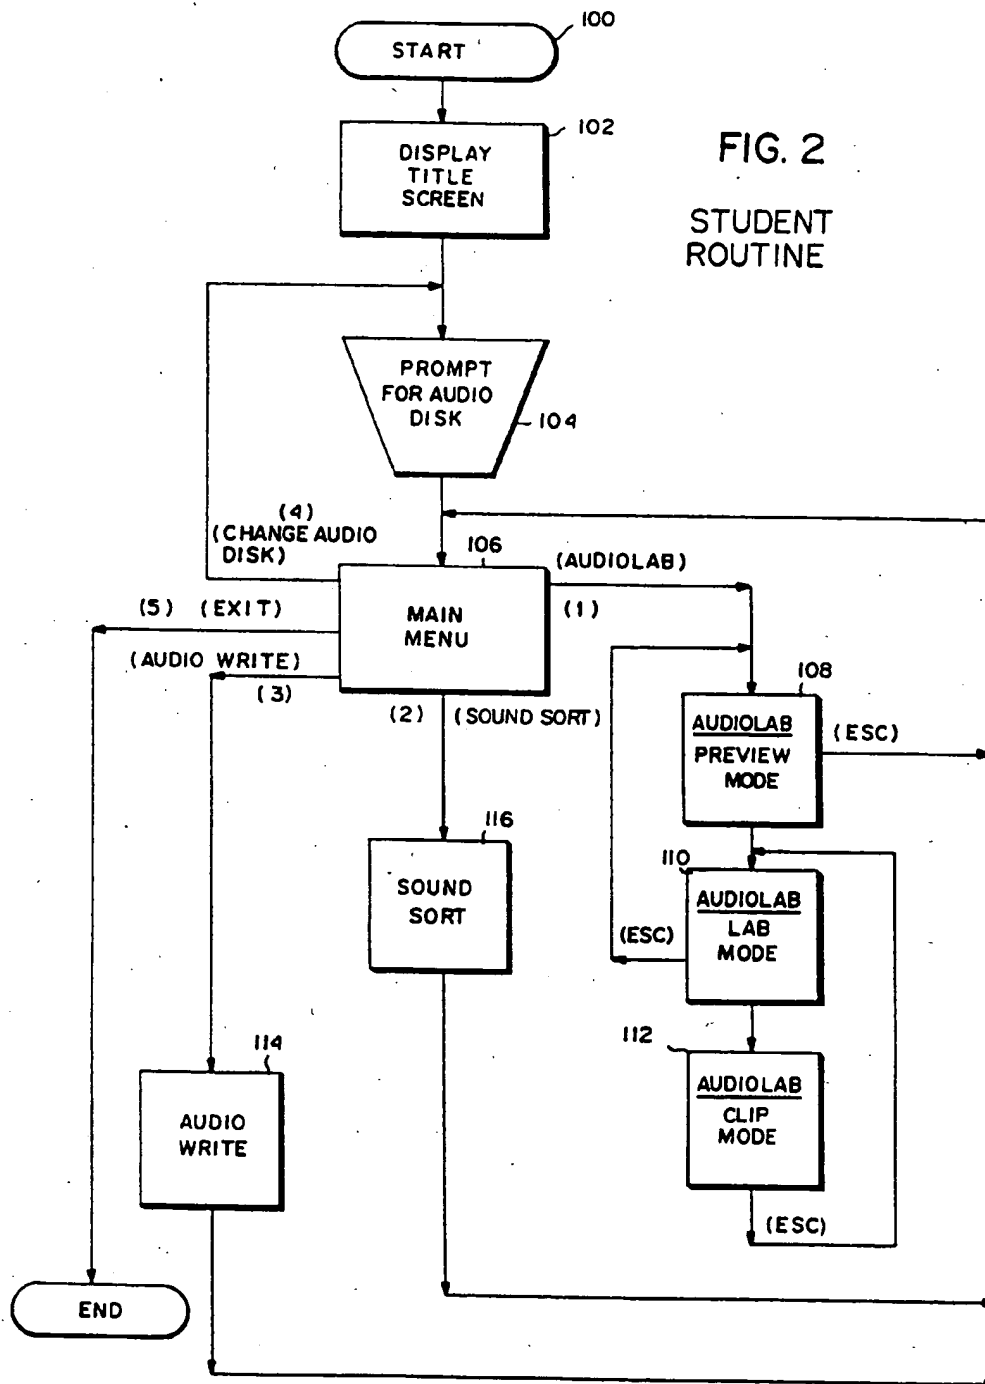 START
100
DISPLAY
TITLE
SCREEN
102
FIG. 2
STUDENT
ROUTINE
PROMPT
FOR AUDIO
DISK
104
(4)
(CHANGE AUDIO
DISK)
106
(AUDIOLAB)
(1)
MAIN
MENU
(5) (EXIT)
(AUDIO WRITE)
(3)
(2) (SOUND SORT)
108
AUDIOLAB
PREVIEW
MODE
(ESC)
116
SOUND
SORT
110
AUDIOLAB
LAB
MODE
(ESC)
112
AUDIOLAB
CLIP
MODE
(ESC)
114
AUDIO
WRITE
END